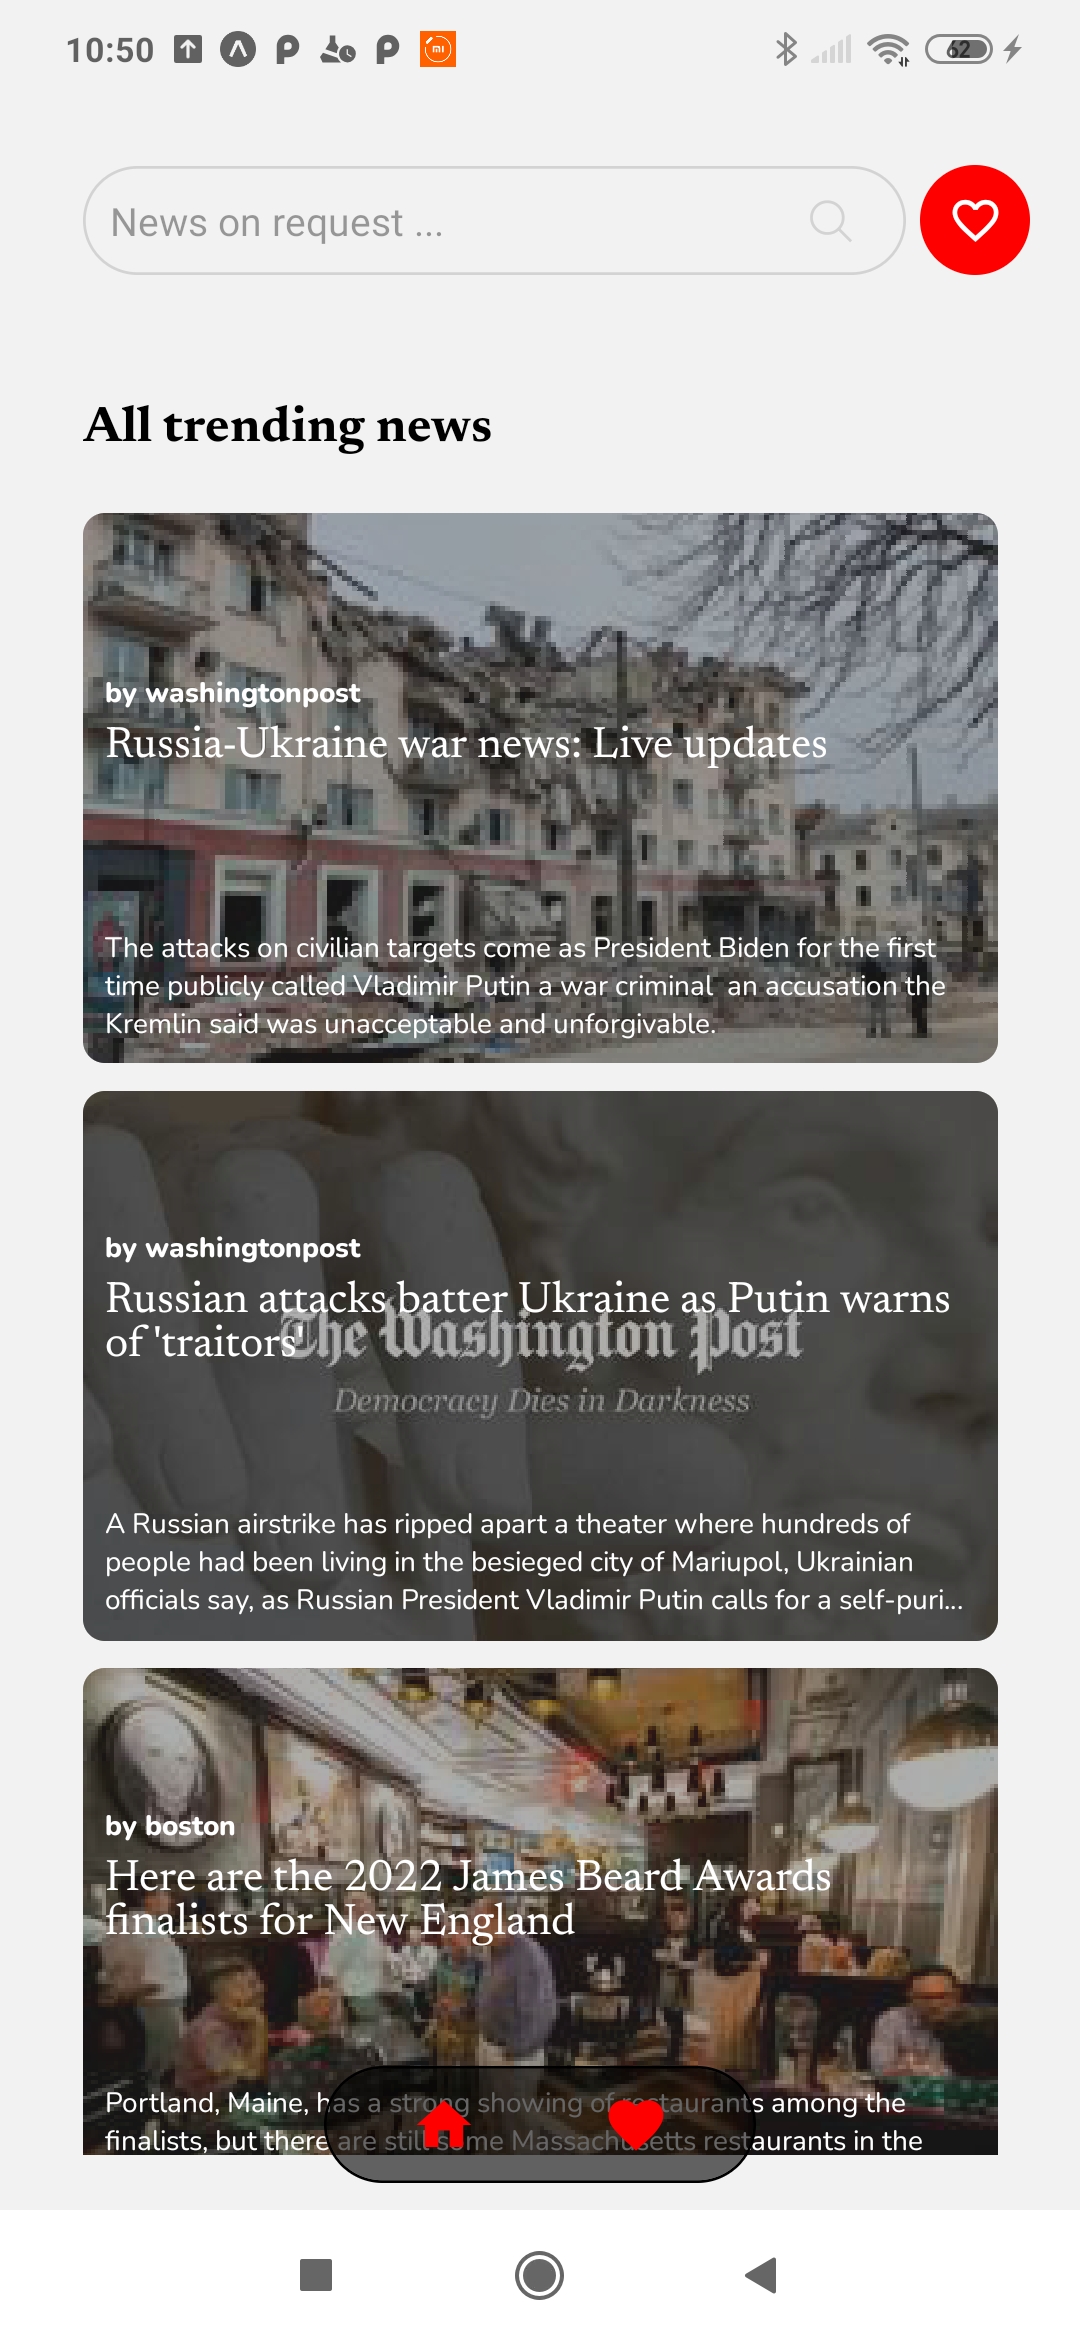 10:50
62
News on request ...
All trending news
by washingtonpost
Russia-Ukraine war news: Live updates
The attacks on civilian targets come as President Biden for the first
time publicly called Vladimir Putin a war criminal  an accusation the
Kremlin said was unacceptable and unforgivable.
by washingtonpost
Russian attacks batter Ukraine as Putin warns
of 'traitors'
The Washington Post
Democracy Dies in Darkness
A Russian airstrike has ripped apart a theater where hundreds of
people had been living in the besieged city of Mariupol, Ukrainian
officials say, as Russian President Vladimir Putin calls for a self-puri...
by boston
Here are the 2022 James Beard Awards
finalists for New England
Portland, Maine, has a strong showing of restaurants among the
finalists, but there are still some Massachusetts restaurants in the